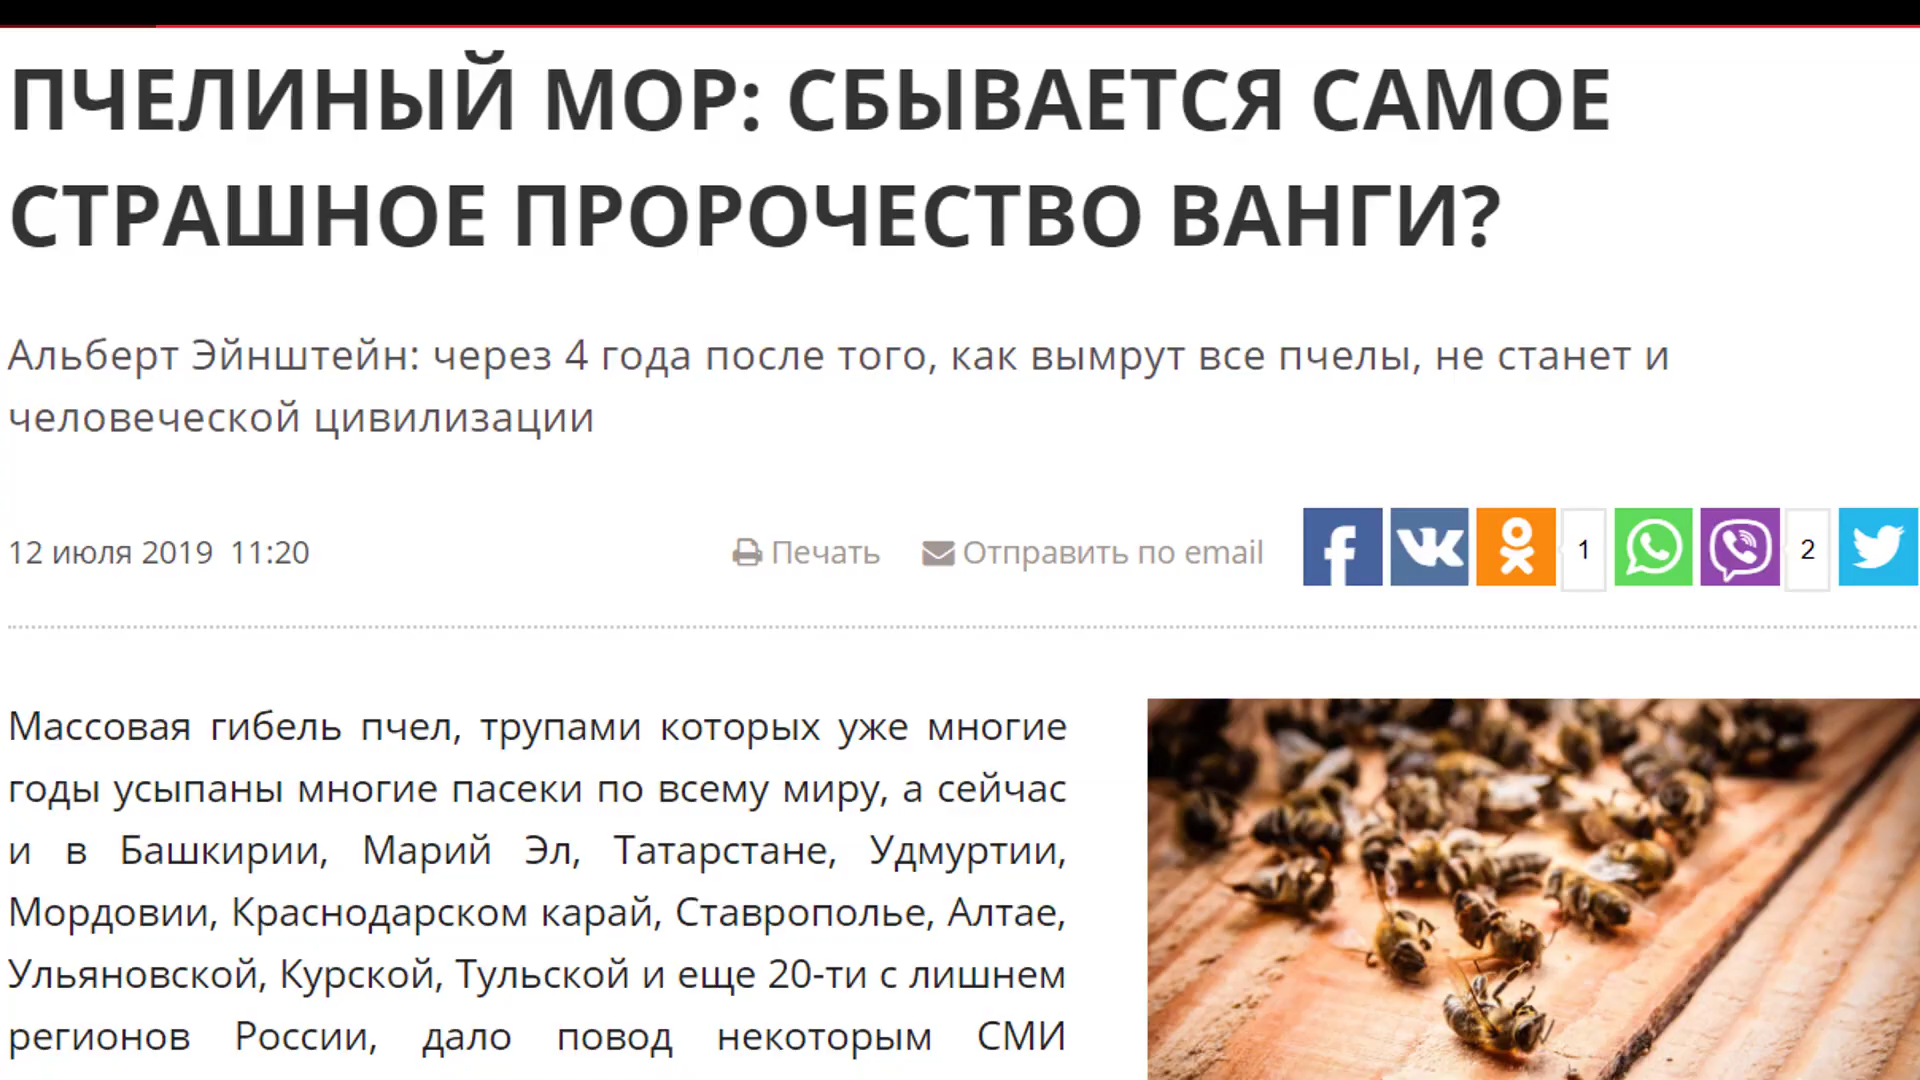 ПЧЕЛИНЫЙ МОР: СБЫВАЕТСЯ САМОЕ
СТРАШНОЕ ПРОРОЧЕСТВО ВАНГИ?
Альберт Эйнштейн: через 4 года после того, как вымрут все пчелы, не станет и
человеческой цивилизации
12 июля 2019 11:20 Печать Отправить по email 1 2
Массовая гибель пчел, трупами которых уже многие
годы усыпаны многие пасеки по всему миру, а сейчас
и в Башкирии, Марий Эл, Татарстане, Удмуртии,
Мордовии, Краснодарском карай, Ставрополье, Алтае,
Ульяновской, Курской, Тульской и еще 20-ти с лишнем
регионов России, дало повод некоторым СМИ